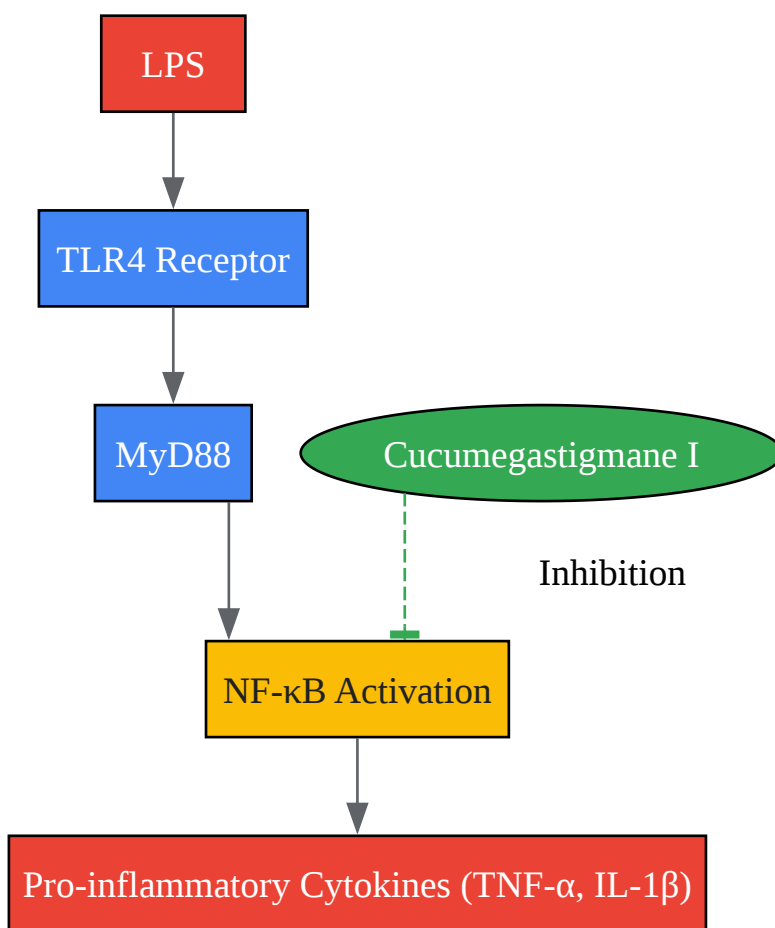 LPS
TLR4 Receptor
MyD88
Cucumegastigmane I
Inhibition
NF-κB Activation
Pro-inflammatory Cytokines (TNF-α, IL-1β)